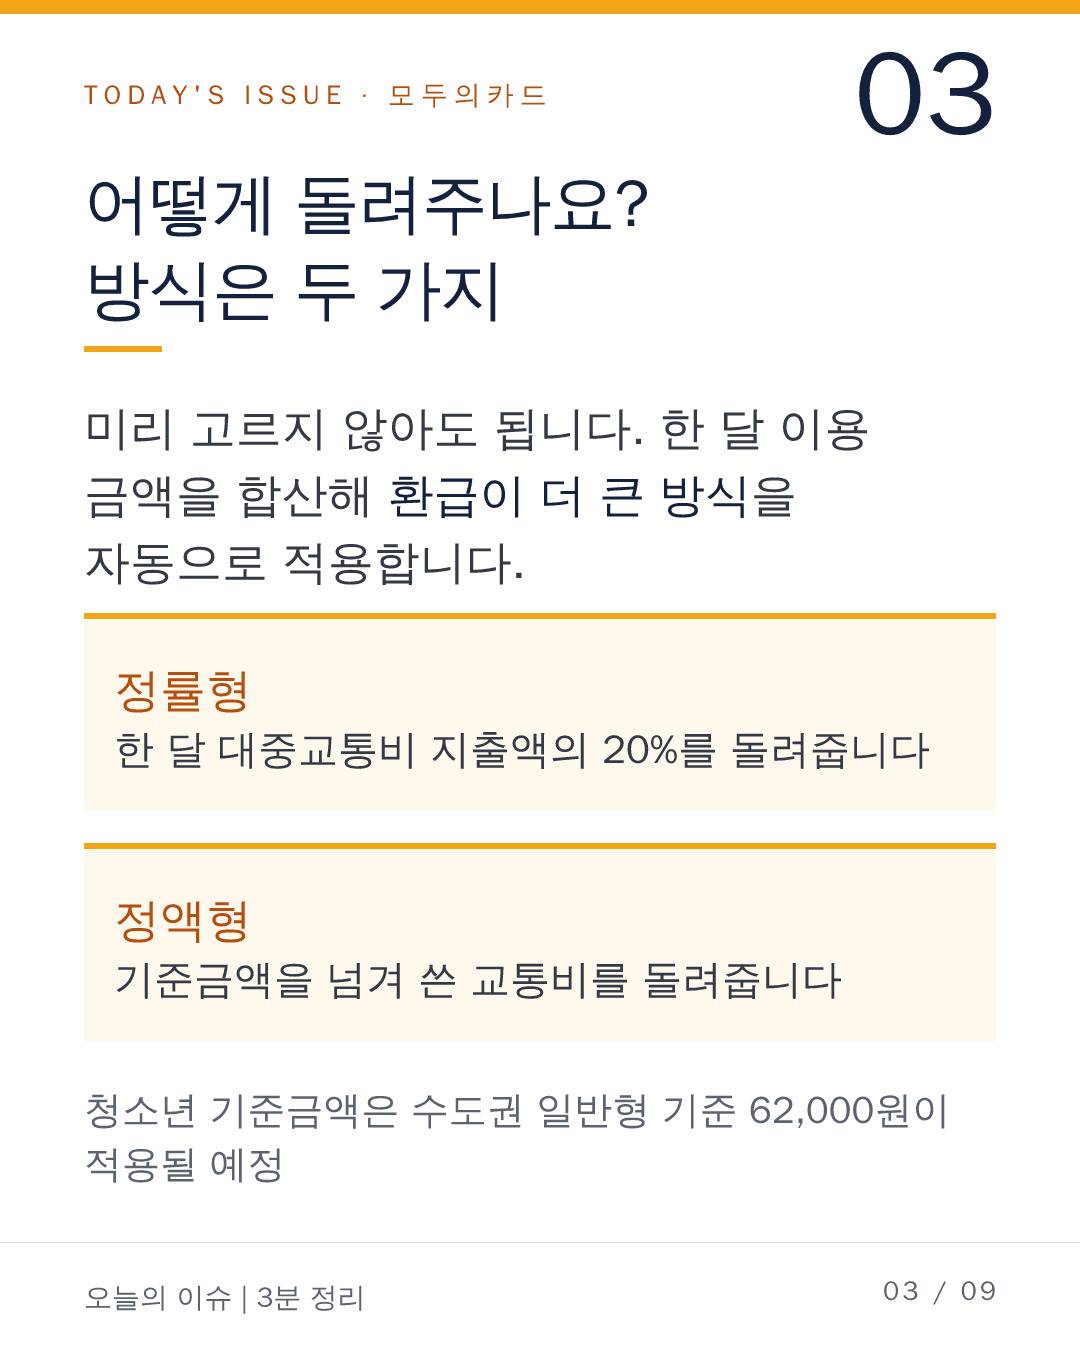 TODAY'S ISSUE · 모두의카드
03
어떻게 돌려주나요?
방식은 두 가지
미리 고르지 않아도 됩니다. 한 달 이용
금액을 합산해 환급이 더 큰 방식을
자동으로 적용합니다.
정률형
한 달 대중교통비 지출액의 20%를 돌려줍니다
정액형
기준금액을 넘겨 쓴 교통비를 돌려줍니다
청소년 기준금액은 수도권 일반형 기준 62,000원이
적용될 예정
오늘의 이슈 | 3분 정리
03 / 09